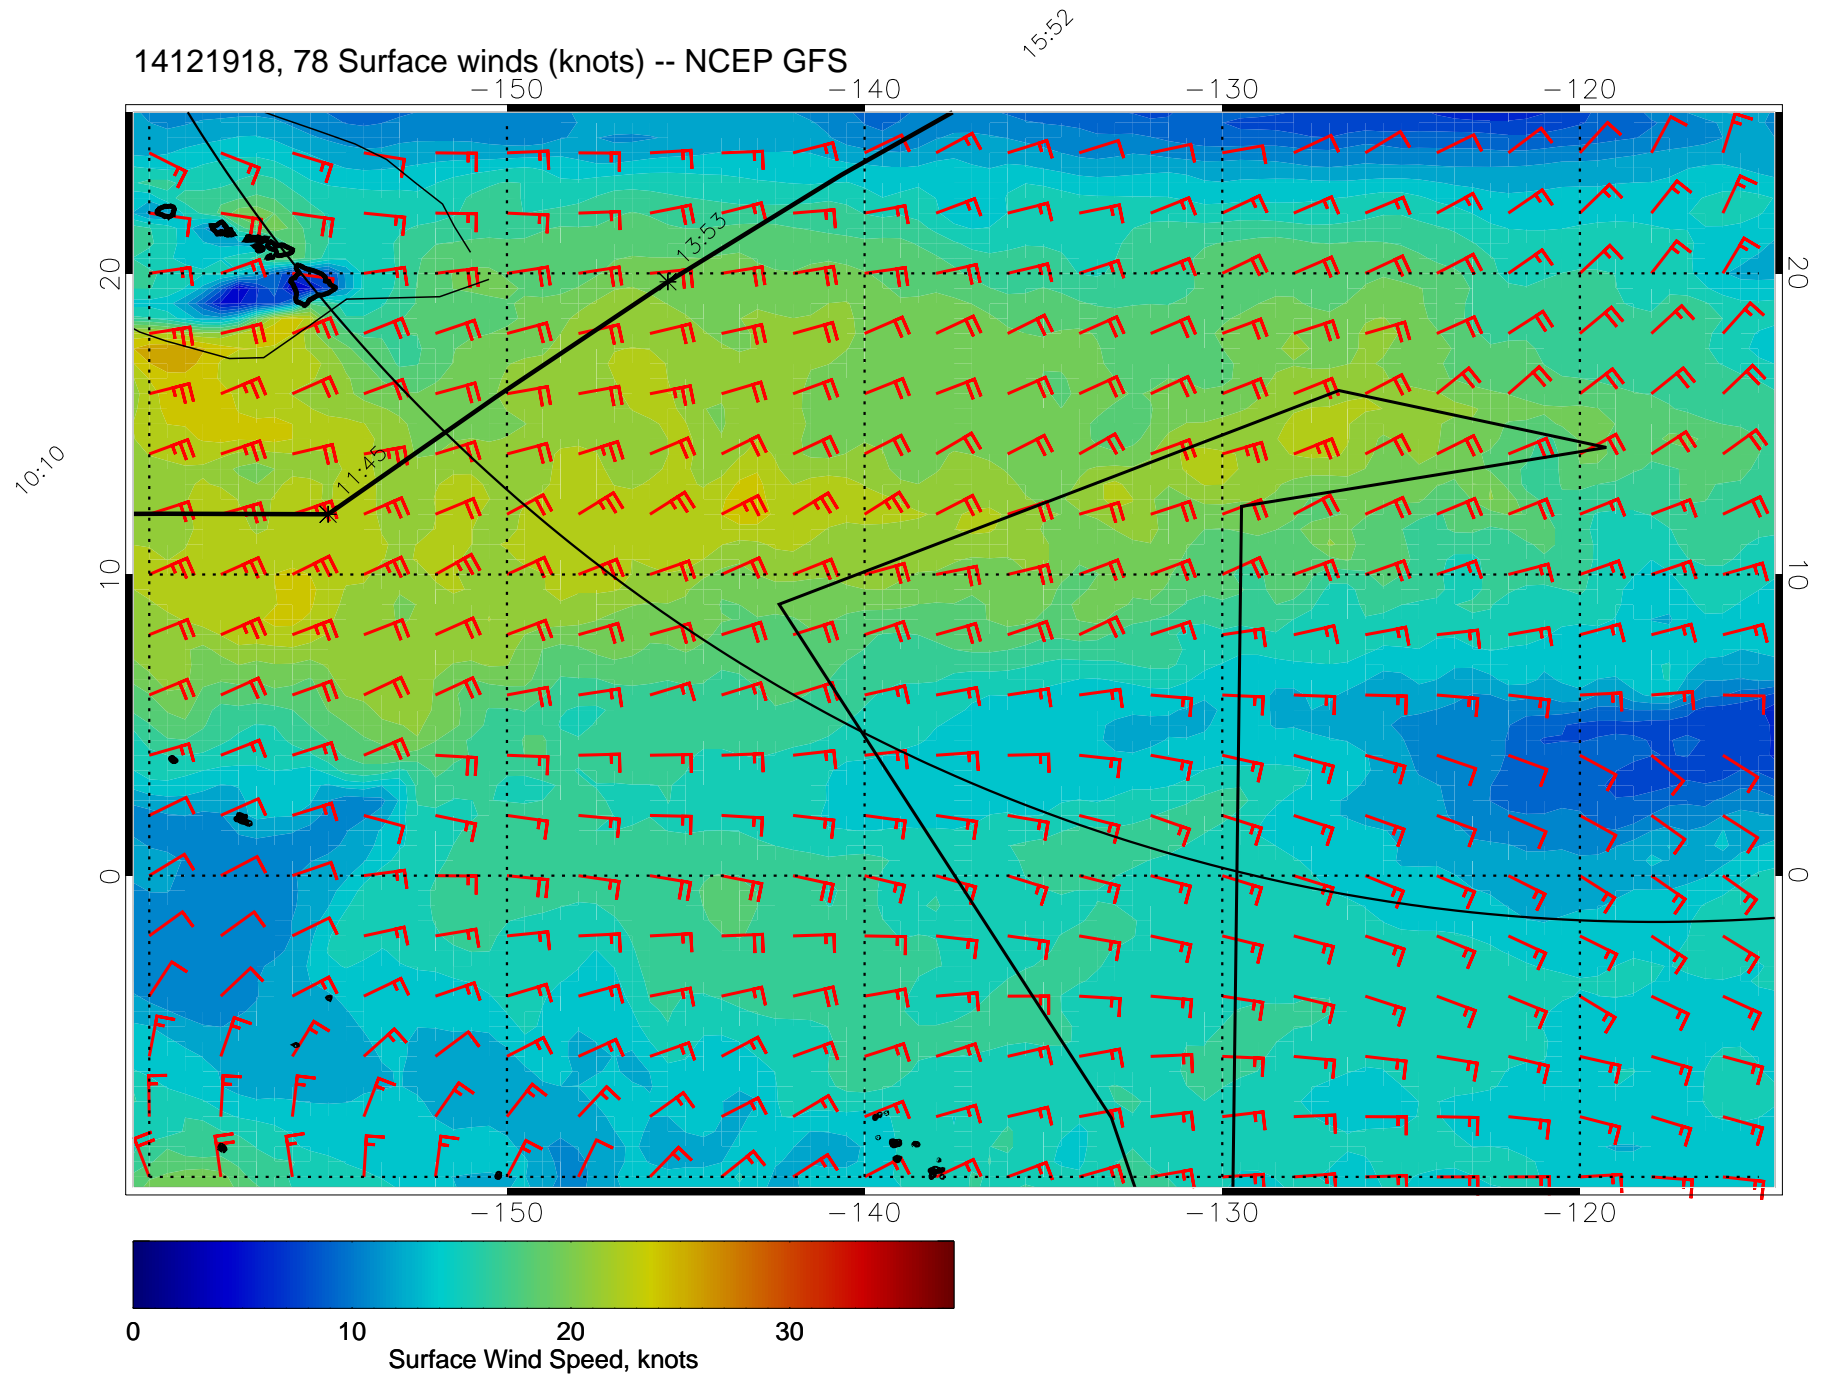 15:52
14121918, 78 Surface winds (knots) -- NCEP GFS
-150 -140 -130 -120
13:53
20 20
11:45
10:10
10 10
0 0
-150 -140 -130 -120
0 10 20 30
Surface Wind Speed, knots